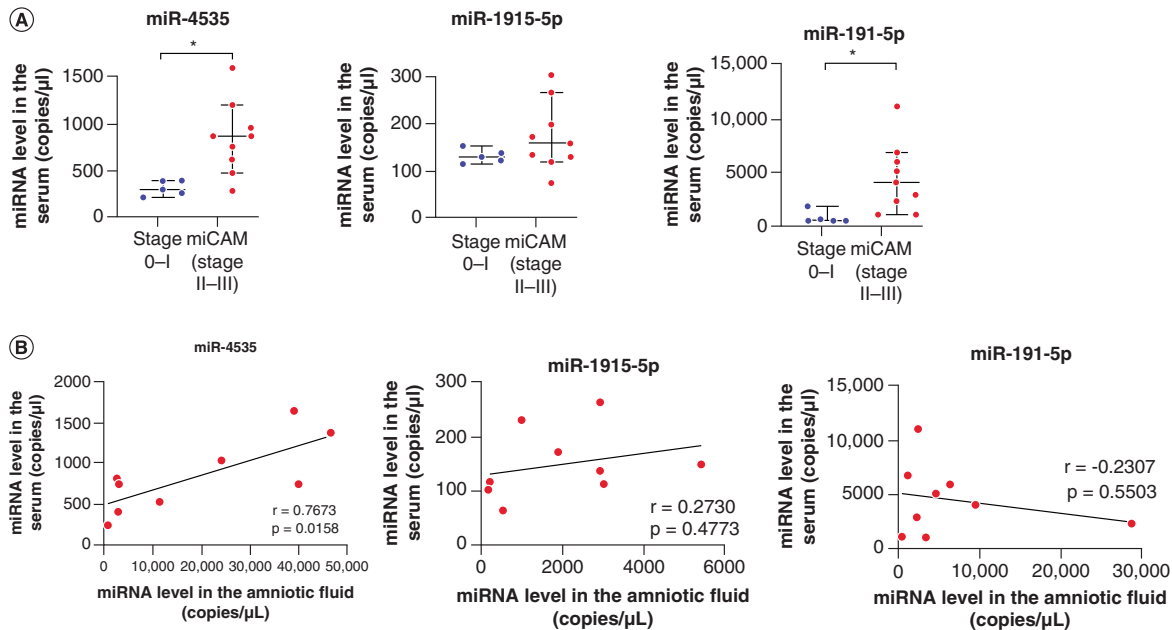 A
miR-4535
miRNA level in the
serum (copies/µl)
1500
1000
500
0
*
Stage
0–I
miCAM
(stage
II–III)
miR-1915-5p
miRNA level in the
serum (copies/µl)
300
200
100
0
Stage
0–I
miCAM
(stage
II–III)
miR-191-5p
miRNA level in the
serum (copies/µl)
15,000
10,000
5000
0
*
Stage
0–I
miCAM
(stage
II–III)
B
miR-4535
miRNA level in the
serum (copies/µl)
2000
1500
1000
500
0
r = 0.7673
p = 0.0158
0 10,000 20,000 30,000 40,000 50,000
miRNA level in the amniotic fluid
(copies/µL)
miR-1915-5p
miRNA level in the
serum (copies/µl)
300
200
100
0
r = 0.2730
p = 0.4773
0 2000 4000 6000
miRNA level in the amniotic fluid
(copies/µL)
miR-191-5p
miRNA level in the
serum (copies/µl)
15,000
10,000
5000
0
r = -0.2307
p = 0.5503
0 10,000 20,000 30,000
miRNA level in the amniotic fluid
(copies/µL)